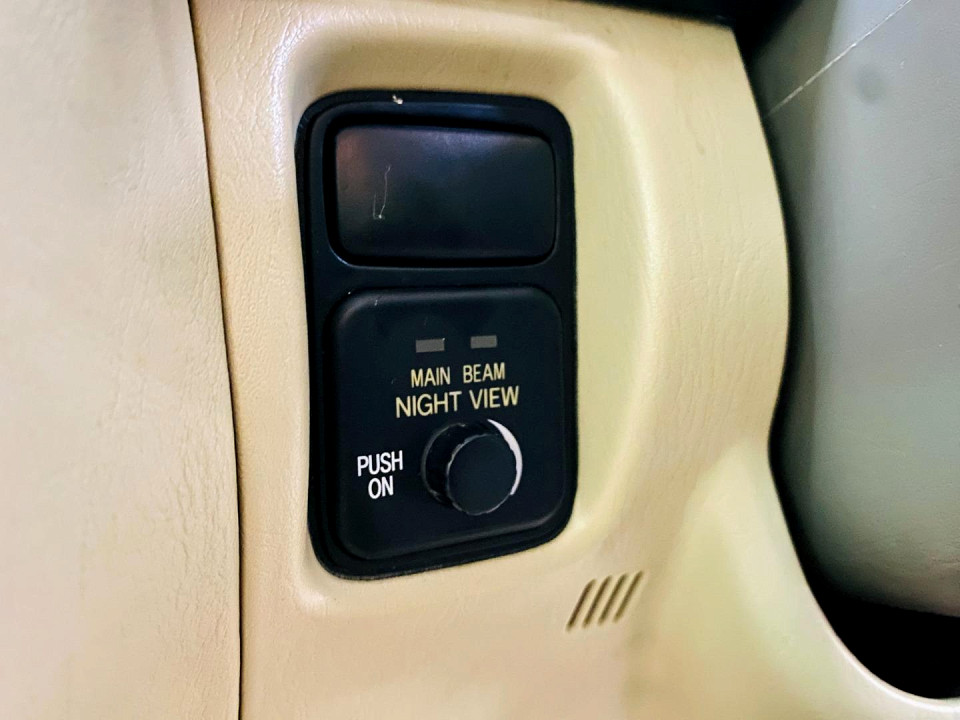 MAIN BEAM
NIGHT VIEW
PUSH
ON